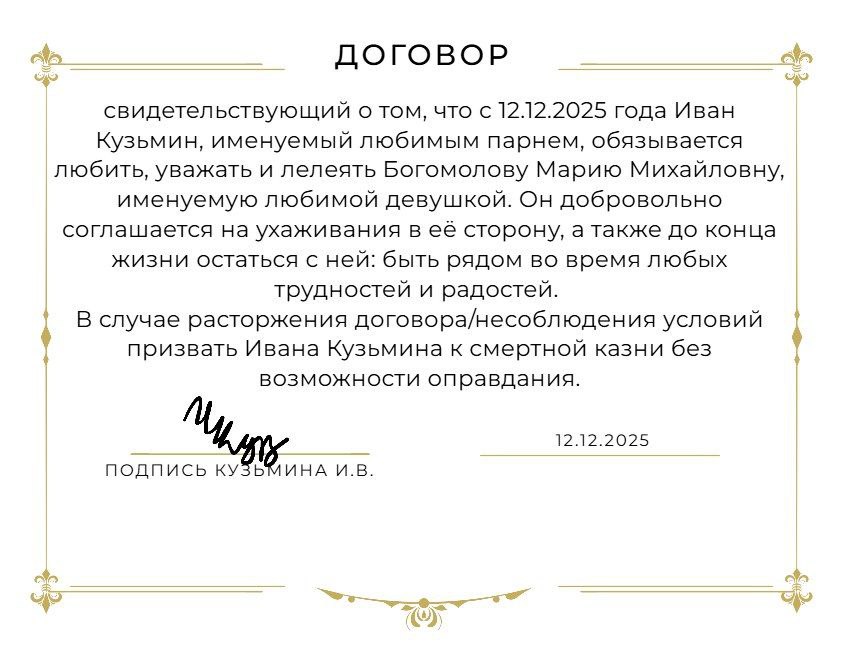 ДОГОВОР
свидетельствующий о том, что с 12.12.2025 года Иван
Кузьмин, именуемый любимым парнем, обязывается
любить, уважать и лелеять Богомолову Марию Михайловну,
именуемую любимой девушкой. Он добровольно
соглашается на ухаживания в её сторону, а также до конца
жизни остаться с ней: быть рядом во время любых
трудностей и радостей.
В случае расторжения договора/несоблюдения условий
призвать Ивана Кузьмина к смертной казни без
возможности оправдания.
12.12.2025
ПОДПИСЬ КУЗЬМИНА И.В.